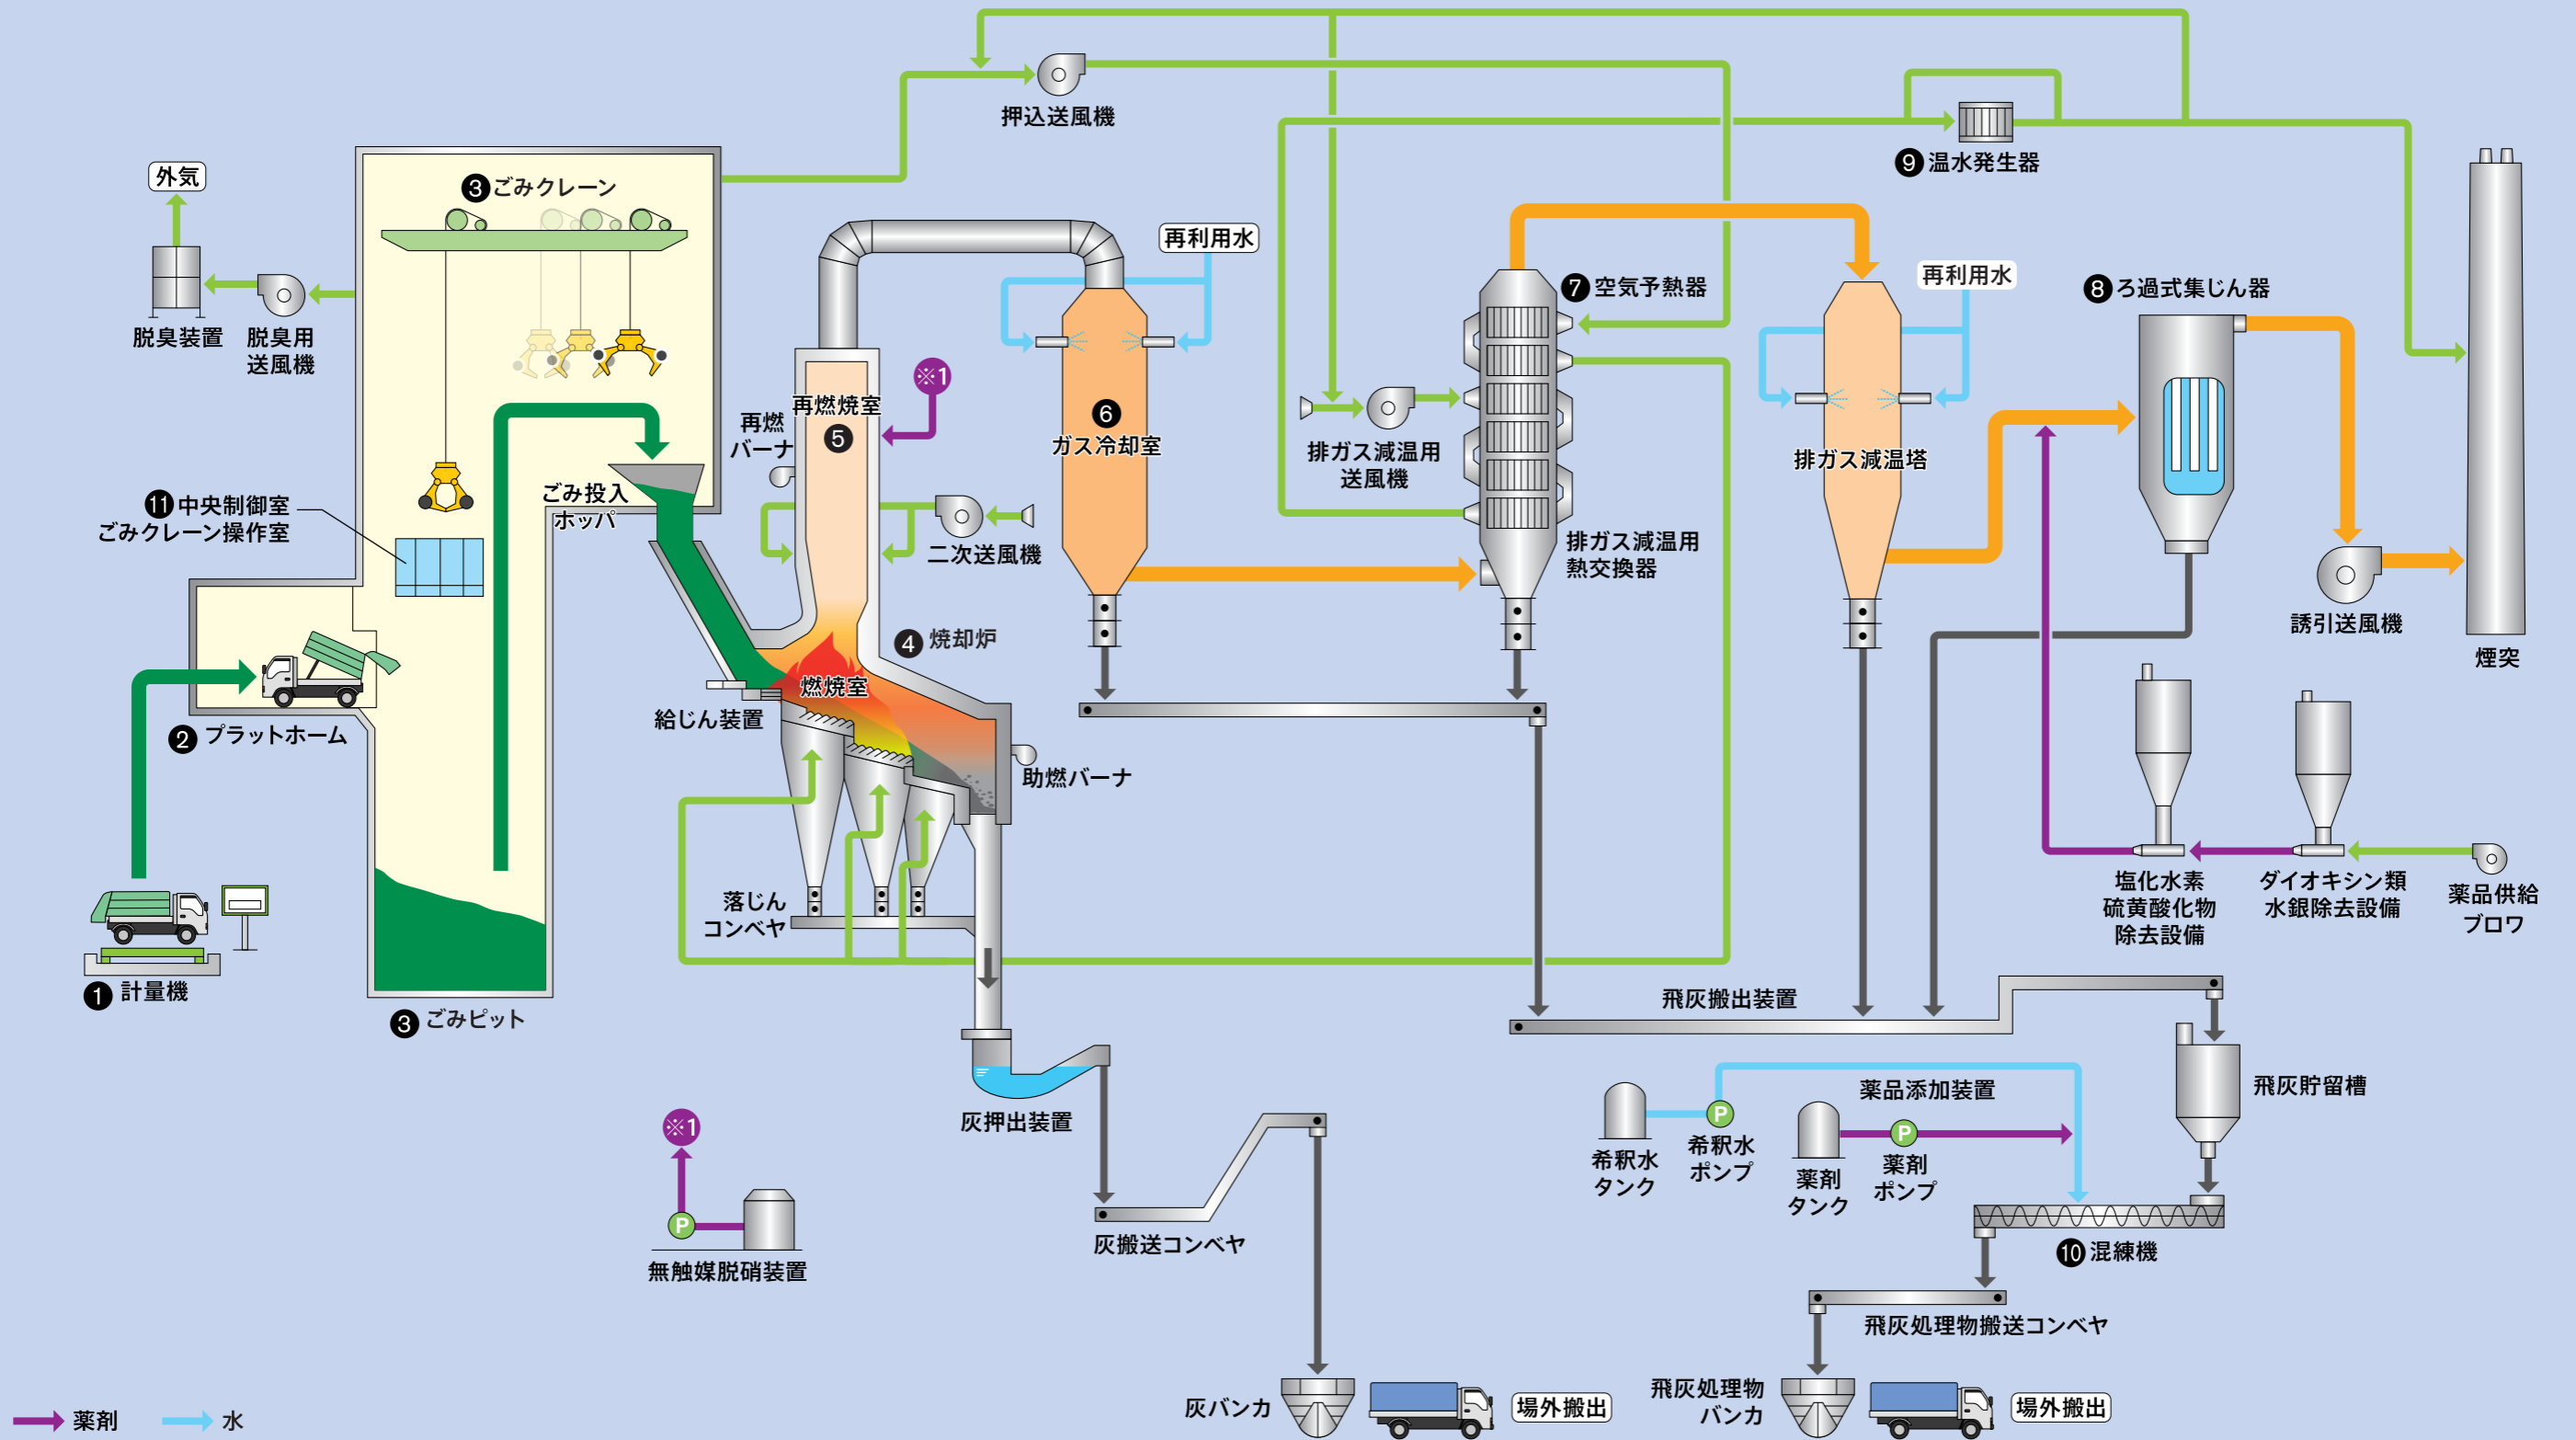 押込送風機
❾温水発生器
外気
❸ごみクレーン
再利用水
❼空気予熱器
再利用水
❽ろ過式集じん器
脱臭装置
脱臭用
送風機
※1
再燃焼室
❺
再燃
バーナ
❻
ガス冷却室
排ガス減温用
送風機
排ガス減温塔
⓫中央制御室
ごみクレーン操作室
ごみ投入
ホッパ
二次送風機
排ガス減温用
熱交換器
誘引送風機
煙突
❹焼却炉
燃焼室
給じん装置
❷プラットホーム
助燃バーナ
落じん
コンベヤ
塩化水素
硫黄酸化物
除去設備
ダイオキシン類
水銀除去設備
薬品供給
ブロワ
❶計量機
❸ごみピット
飛灰搬出装置
灰押出装置
※1
P
無触媒脱硝装置
希釈水
タンク
P
希釈水
ポンプ
薬品添加装置
薬剤
タンク
P
薬剤
ポンプ
飛灰貯留槽
灰搬送コンベヤ
❿混練機
飛灰処理物搬送コンベヤ
灰バンカ
場外搬出
飛灰処理物
バンカ
場外搬出
薬剤
水